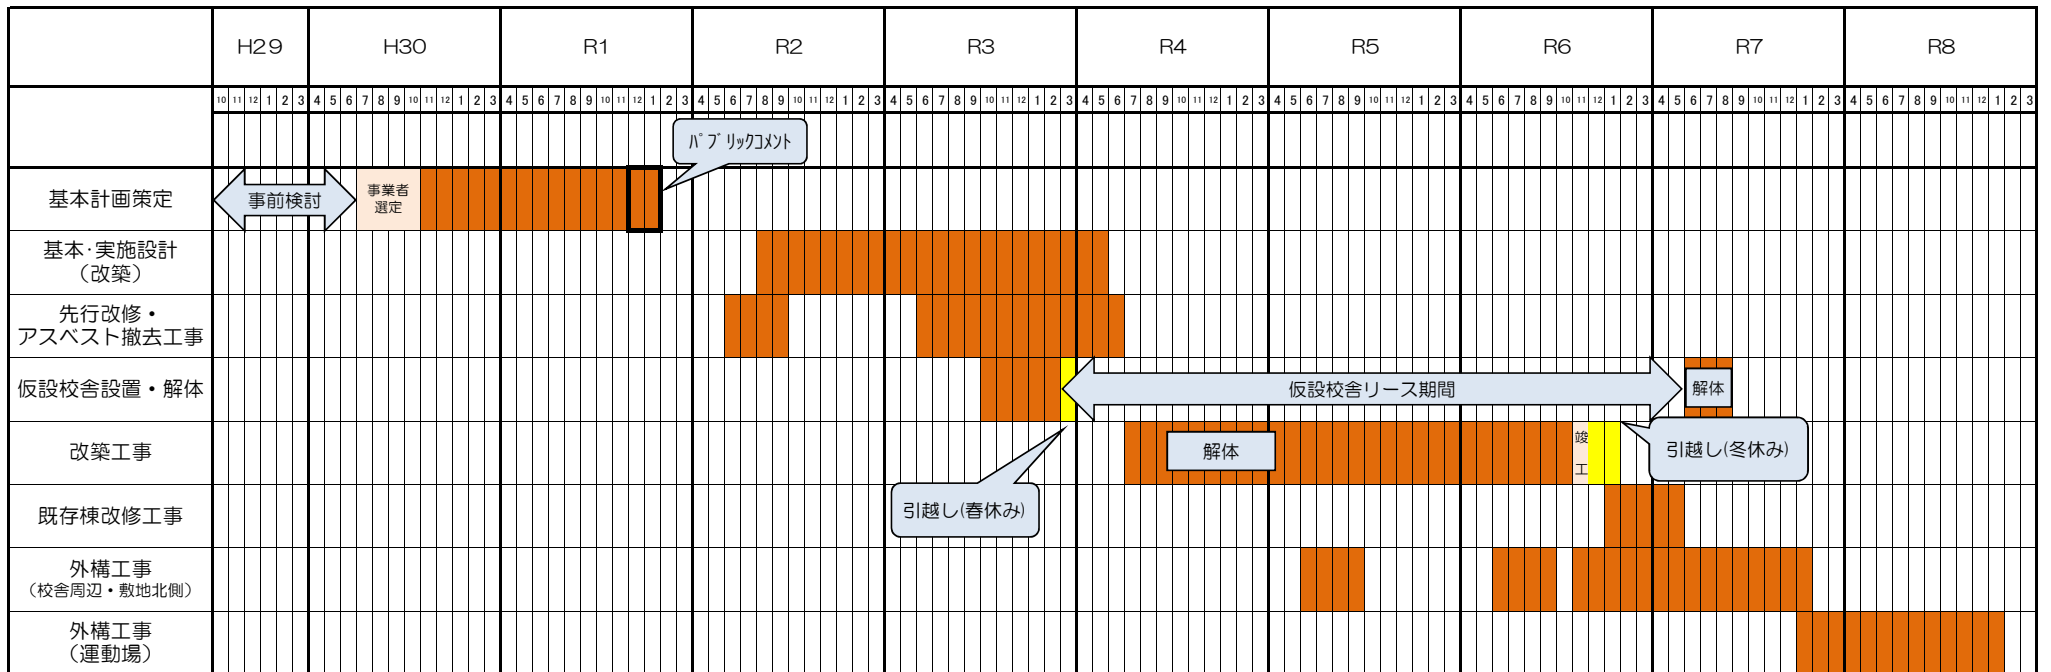 H29 H30 R1 R2 R3 R4 R5 R6 R7 R8
10 11 12 1 2 3 4 5 6 7 8 9 10 11 12 1 2 3 4 5 6 7 8 9 10 11 12 1 2 3 4 5 6 7 8 9 10 11 12 1 2 3 4 5 6 7 8 9 10 11 12 1 2 3 4 5 6 7 8 9 10 11 12 1 2 3 4 5 6 7 8 9 10 11 12 1 2 3 4 5 6 7 8 9 10 11 12 1 2 3 4 5 6 7 8 9 10 11 12 1 2 3 4 5 6 7 8 9 10 11 12 1 2 3
ﾊﾟﾌﾞﾘｯｸｺﾒﾝﾄ
基本計画策定
事前検討
事業者
選定
基本･実施設計
（改築）
先行改修・
アスベスト撤去工事
仮設校舎設置・解体
仮設校舎リース期間
解体
改築工事
解体
竣
工
引越し(冬休み)
引越し(春休み)
既存棟改修工事
外構工事
（校舎周辺・敷地北側）
外構工事
（運動場）